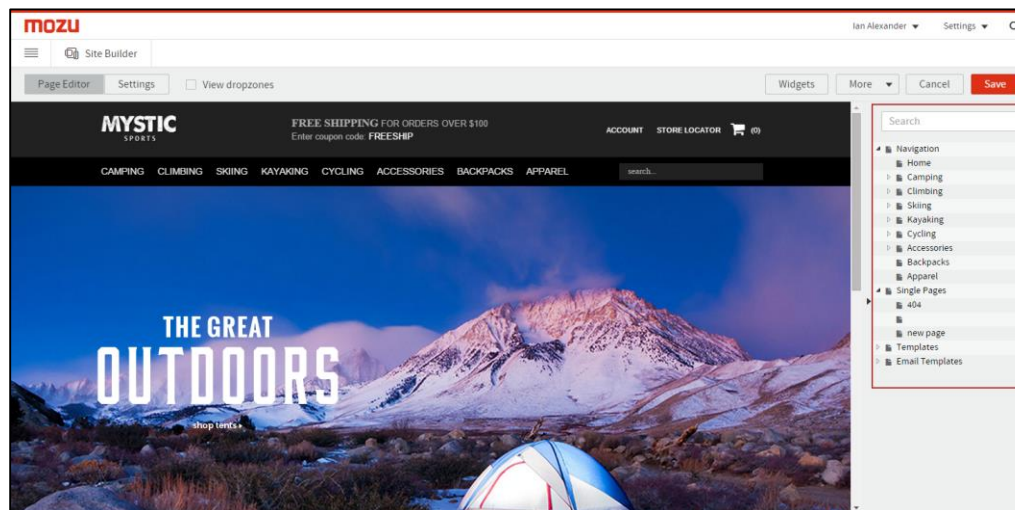 mozu
Ian Alexander Settings
Site Builder
Page Editor Settings View dropzones Widgets More Cancel Save
MYSTIC
SPORTS
FREE SHIPPING FOR ORDERS OVER $100
Enter coupon code: FREESHIP
ACCOUNT STORE LOCATOR (0)
CAMPING CLIMBING SKIING KAYAKING CYCLING ACCESSORIES BACKPACKS APPAREL search...
THE GREAT
OUTDOORS
shop tents
Search
Navigation
Home
Camping
Climbing
Skiing
Kayaking
Cycling
Accessories
Backpacks
Apparel
Single Pages
404
new page
Templates
Email Templates